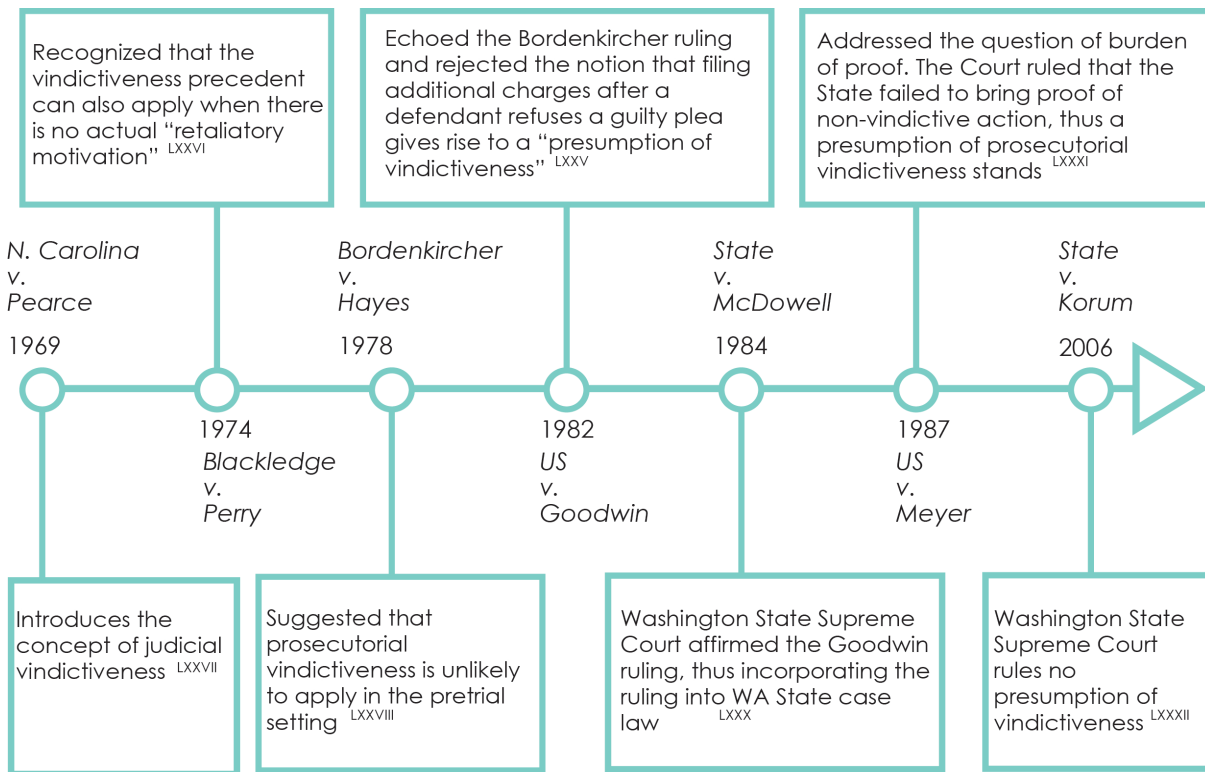 Recognized that the
vindictiveness precedent
can also apply when there
is no actual “retaliatory
motivation” LXXVI
Echoed the Bordenkircher ruling
and rejected the notion that filing
additional charges after a
defendant refuses a guilty plea
gives rise to a “presumption of
vindictiveness” LXXV
Addressed the question of burden
of proof. The Court ruled that the
State failed to bring proof of
non-vindictive action, thus a
presumption of prosecutorial
vindictiveness stands LXXXI
N. Carolina
v.
Pearce
1969
Bordenkircher
v.
Hayes
1978
State
v.
McDowell
1984
State
v.
Korum
2006
1974
Blackledge
v.
Perry
1982
US
v.
Goodwin
1987
US
v.
Meyer
Introduces the
concept of judicial
vindictiveness LXXVII
Suggested that
prosecutorial
vindictiveness is unlikely
to apply in the pretrial
setting LXXVIII
Washington State Supreme
Court affirmed the Goodwin
ruling, thus incorporating the
ruling into WA State case
law LXXX
Washington State
Supreme Court
rules no
presumption of
vindictiveness LXXXII